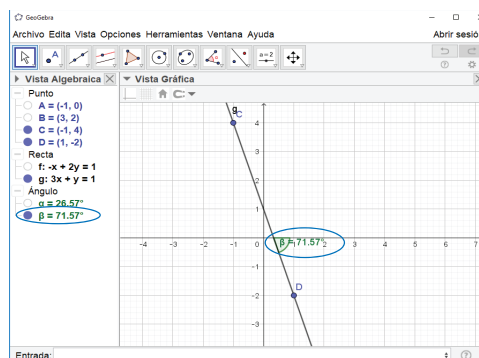 GeoGebra
Archivo Edita Vista Opciones Herramientas Ventana Ayuda Abrir sesió
a=2
Vista Algebraica
Punto
A = (-1, 0)
B = (3, 2)
C = (-1, 4)
D = (1, -2)
Recta
f: -x + 2y = 1
g: 3x + y = 1
Ángulo
α = 26.57°
β = 71.57°
Vista Gráfica
g
C
4
3
2
1
-4 -3 -2 -1 0 β = 71.57° 3 4 5 6 7
-1
D
-2
-3
Entrada: